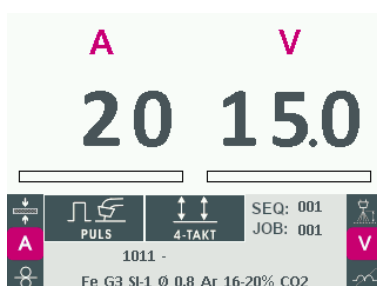 A V
20 15.0
SEQ: 001
JOB: 001
A PULS 4-TAKT V
1011 -
Fe G3 SI-1 Ø 0.8 Ar 16-20% CO2